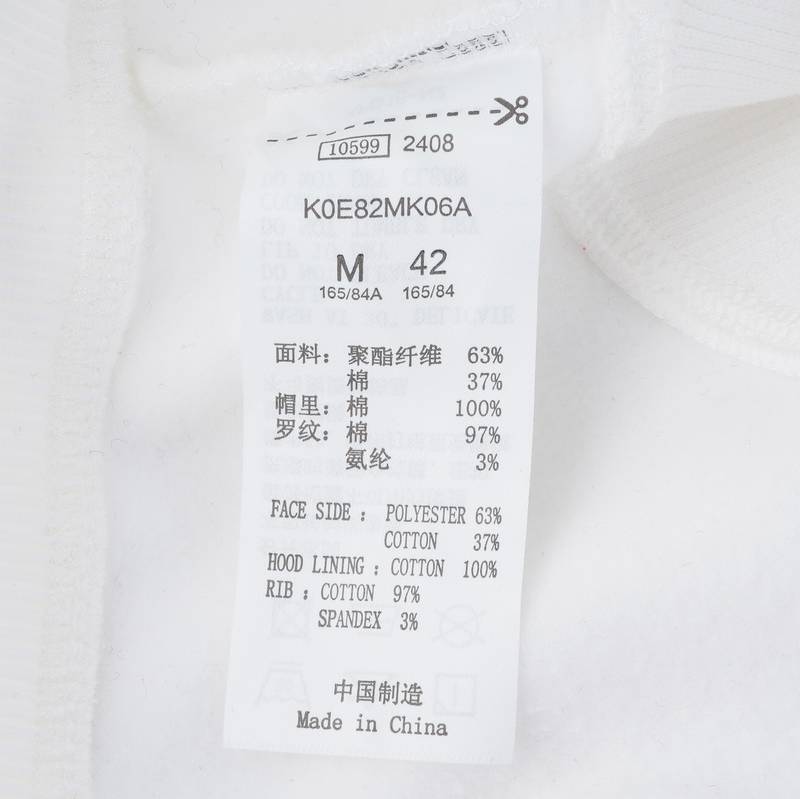 10599 2408
K0E82MK06A
M 42
165/84A 165/84
面料: 聚酯纤维 63%
棉 37%
帽里: 棉 100%
罗纹: 棉 97%
氨纶 3%
FACE SIDE : POLYESTER 63%
COTTON 37%
HOOD LINING : COTTON 100%
RIB : COTTON 97%
SPANDEX 3%
中国制造
Made in China